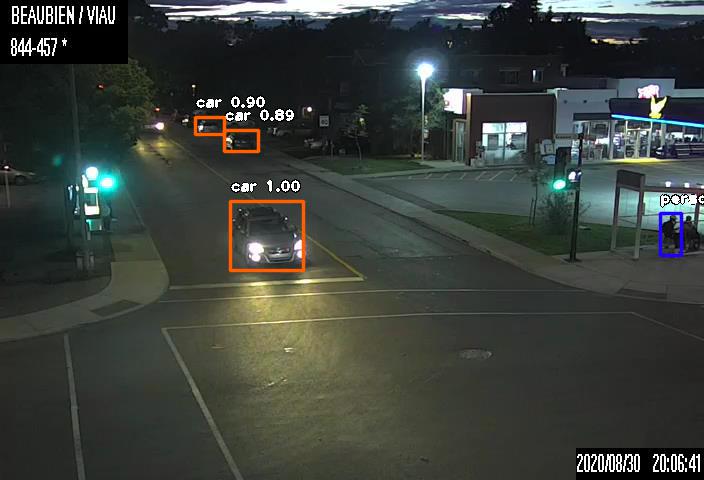 BEAUBIEN / VIAU
844-457 *
car 0.90
car 0.89
car 1.00
perso
2020/08/30 20:06:41